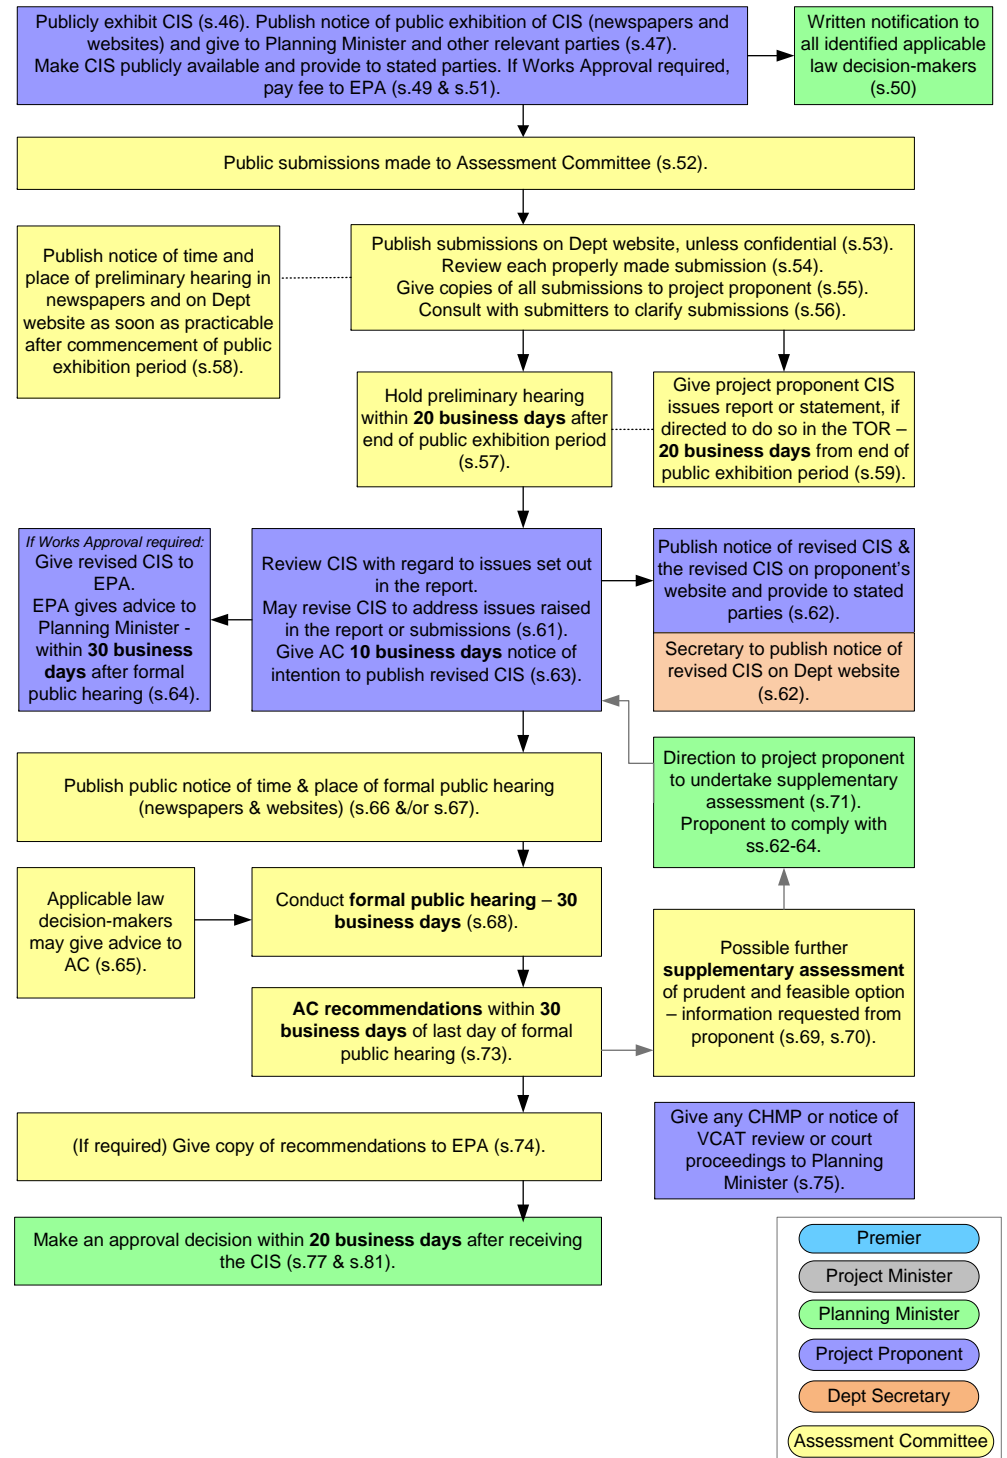 Publicly exhibit CIS (s.46). Publish notice of public exhibition of CIS (newspapers and
websites) and give to Planning Minister and other relevant parties (s.47).
Make CIS publicly available and provide to stated parties. If Works Approval required,
pay fee to EPA (s.49 & s.51).
Written notification to
all identified applicable
law decision-makers
(s.50)
Public submissions made to Assessment Committee (s.52).
Publish notice of time and
place of preliminary hearing in
newspapers and on Dept
website as soon as practicable
after commencement of public
exhibition period (s.58).
Publish submissions on Dept website, unless confidential (s.53).
Review each properly made submission (s.54).
Give copies of all submissions to project proponent (s.55).
Consult with submitters to clarify submissions (s.56).
Hold preliminary hearing
within 20 business days after
end of public exhibition period
(s.57).
Give project proponent CIS
issues report or statement, if
directed to do so in the TOR –
20 business days from end of
public exhibition period (s.59).
If Works Approval required:
Give revised CIS to
EPA.
EPA gives advice to
Planning Minister -
within 30 business
days after formal
public hearing (s.64).
Review CIS with regard to issues set out
in the report.
May revise CIS to address issues raised
in the report or submissions (s.61).
Give AC 10 business days notice of
intention to publish revised CIS (s.63).
Publish notice of revised CIS &
the revised CIS on proponent's
website and provide to stated
parties (s.62).
Secretary to publish notice of
revised CIS on Dept website
(s.62).
Publish public notice of time & place of formal public hearing
(newspapers & websites) (s.66 &/or s.67).
Direction to project proponent
to undertake supplementary
assessment (s.71).
Proponent to comply with
ss.62-64.
Applicable law
decision-makers
may give advice to
AC (s.65).
Conduct formal public hearing – 30
business days (s.68).
Possible further
supplementary assessment
of prudent and feasible option
– information requested from
proponent (s.69, s.70).
AC recommendations within 30
business days of last day of formal
public hearing (s.73).
(If required) Give copy of recommendations to EPA (s.74).
Give any CHMP or notice of
VCAT review or court
proceedings to Planning
Minister (s.75).
Make an approval decision within 20 business days after receiving
the CIS (s.77 & s.81).
Premier
Project Minister
Planning Minister
Project Proponent
Dept Secretary
Assessment Committee